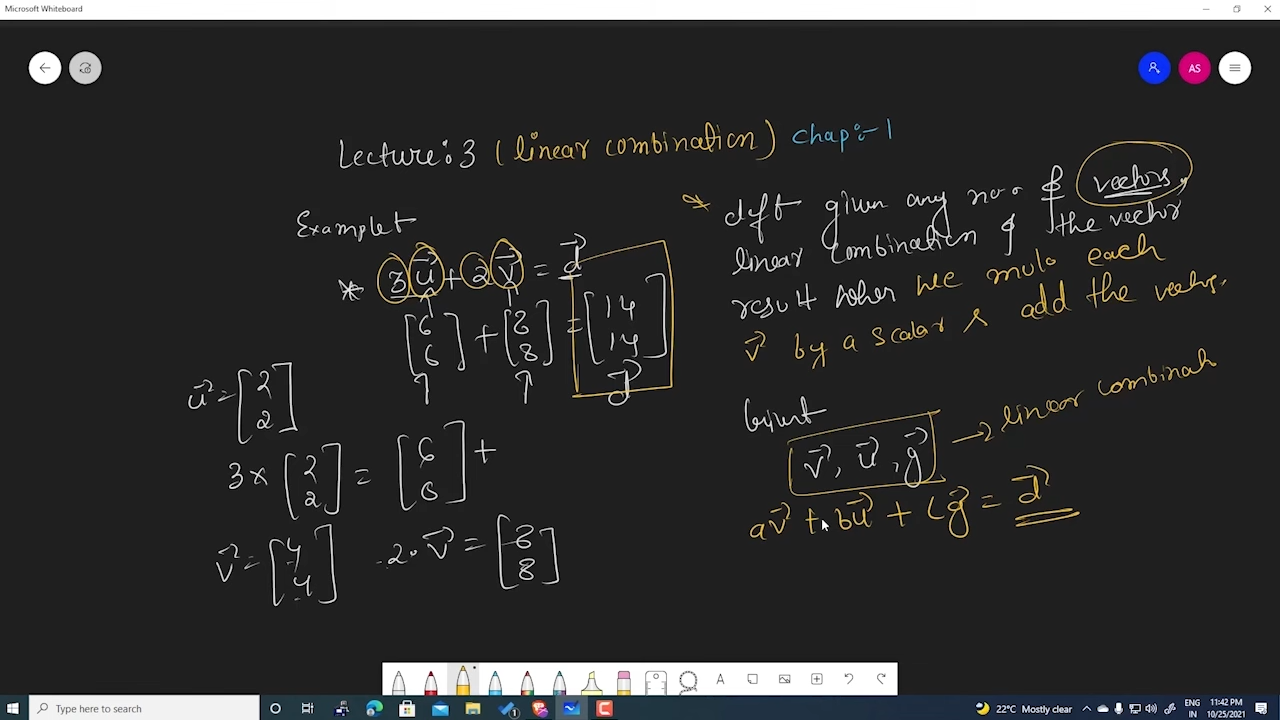 Microsoft Whiteboard
AS
Lecture:3 (linear combination) chap:-1
Example
* 3u⃗ + 2v⃗ = d⃗
[6 6] + [8 8] = [14 14]
d⃗
u⃗ = [2 2]
3 × [2 2] = [6 6] +
v⃗ = [4 4] 2· v⃗ = [8 8]
given any no. of vectors,
linear combination of the vector
result when we mulo each
v⃗ by a scalar & add the vectors.
v⃗, u⃗, g⃗ → linear combinat
av⃗ + bu⃗ + cg⃗ = d⃗
Type here to search
22°C Mostly clear
ENG
IN
11:42 PM
10/25/2021